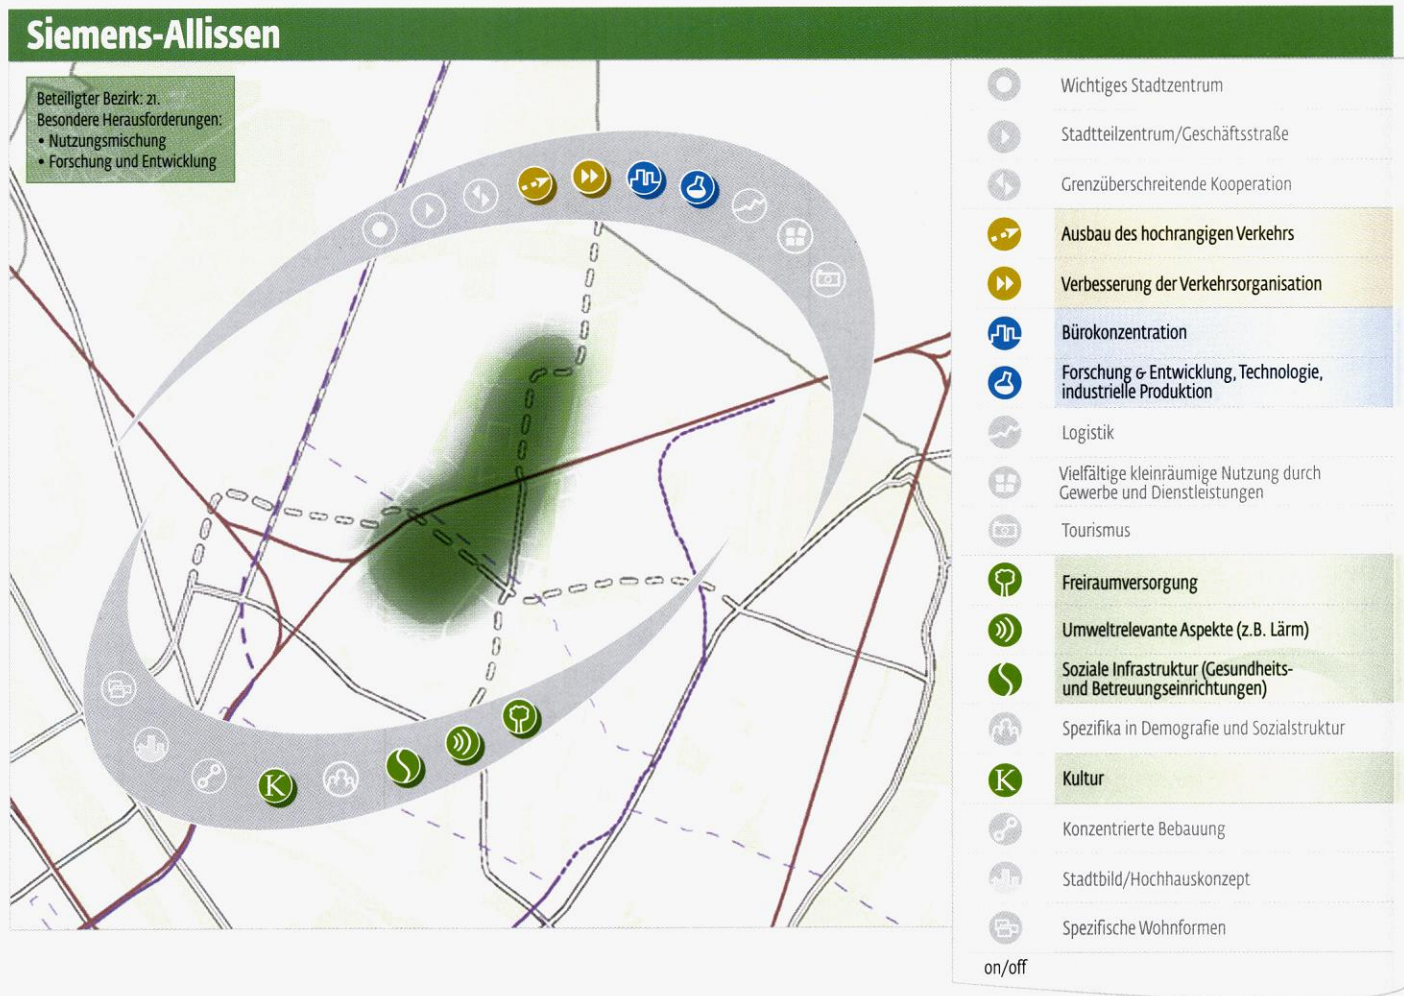 Siemens-Allissen
Beteiligter Bezirk: 21.
Besondere Herausforderungen:
• Nutzungsmischung
• Forschung und Entwicklung
K
Wichtiges Stadtzentrum
Stadtteilzentrum/Geschäftsstraße
Grenzüberschreitende Kooperation
Ausbau des hochrangigen Verkehrs
Verbesserung der Verkehrsorganisation
Bürokonzentration
Forschung & Entwicklung, Technologie,
industrielle Produktion
Logistik
Vielfältige kleinräumige Nutzung durch
Gewerbe und Dienstleistungen
Tourismus
Freiraumversorgung
Umweltrelevante Aspekte (z.B. Lärm)
Soziale Infrastruktur (Gesundheits-
und Betreuungseinrichtungen)
Spezifika in Demografie und Sozialstruktur
K Kultur
Konzentrierte Bebauung
Stadtbild/Hochhauskonzept
Spezifische Wohnformen
on/off